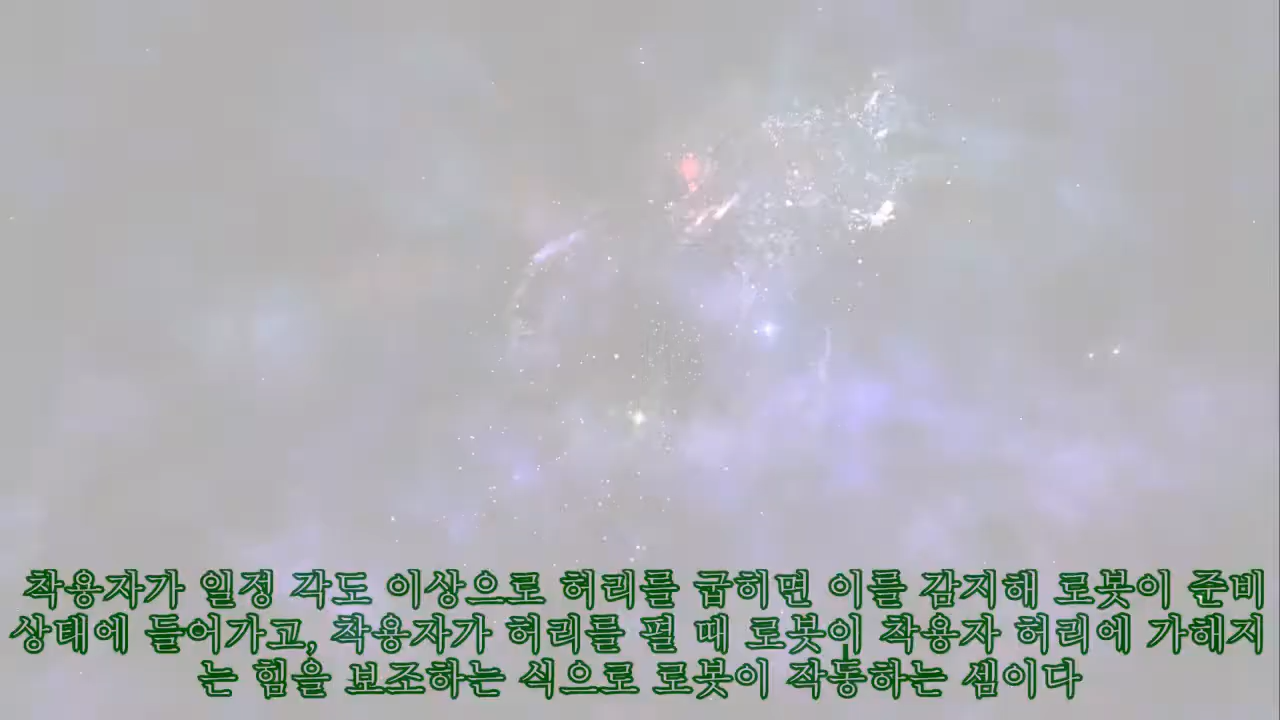 착용자가 일정 각도 이상으로 허리를 굽히면 이를 감지해 로봇이 준비
상태에 들어가고, 착용자가 허리를 펼 때 로봇이 착용자 허리에 가해지
는 힘을 보조하는 식으로 로봇이 작동하는 셈이다